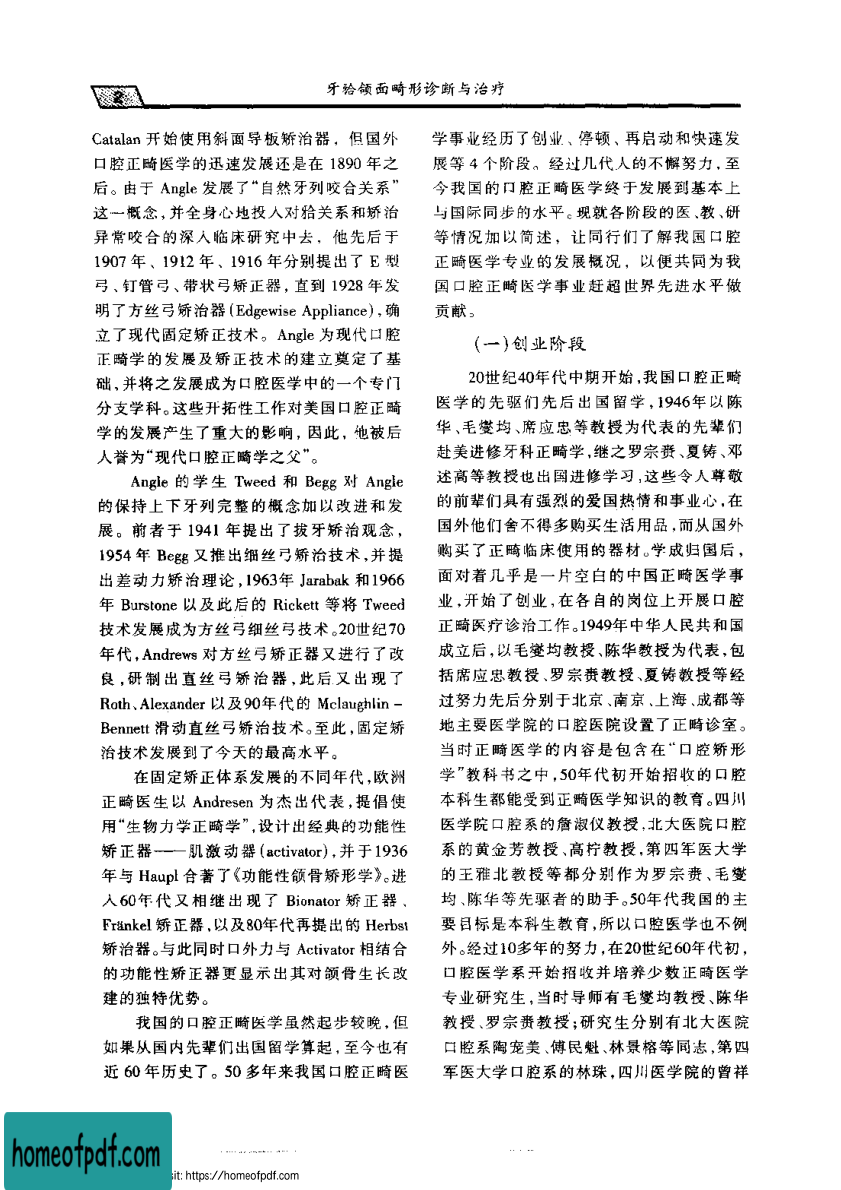 2
牙𬌗颌面畸形诊断与治疗
Catalan 开始使用斜面导板矫治器，但国外
口腔正畸医学的迅速发展还是在 1890 年之
后。由于 Angle 发展了“自然牙列咬合关系”
这一概念,并全身心地投入对𬌗关系和矫治
异常咬合的深入临床研究中去，他先后于
1907 年、1912 年、1916 年分别提出了 E 型
弓、钉管弓、带状弓矫正器,直到 1928 年发
明了方丝弓矫治器(Edgewise Appliance),确
立了现代固定矫正技术。Angle 为现代口腔
正畸学的发展及矫正技术的建立奠定了基
础,并将之发展成为口腔医学中的一个专门
分支学科。这些开拓性工作对美国口腔正畸
学的发展产生了重大的影响，因此，他被后
人誉为“现代口腔正畸学之父”。
Angle 的学生 Tweed 和 Begg 对 Angle
的保持上下牙列完整的概念加以改进和发
展。前者于 1941 年提出了拔牙矫治观念，
1954 年 Begg 又推出细丝弓矫治技术,并提
出差动力矫治理论,1963年 Jarabak 和1966
年 Burstone 以及此后的 Rickett 等将 Tweed
技术发展成为方丝弓细丝弓技术。20世纪70
年代,Andrews 对方丝弓矫正器又进行了改
良,研制出直丝弓矫治器,此后又出现了
Roth、Alexander 以及90年代的 Mclaughlin –
Bennett 滑动直丝弓矫治技术。至此,固定矫
治技术发展到了今天的最高水平。
在固定矫正体系发展的不同年代,欧洲
正畸医生以 Andresen 为杰出代表,提倡使
用“生物力学正畸学”,设计出经典的功能性
矫正器——肌激动器(activator),并于1936
年与 Haupl 合著了《功能性颌骨矫形学》。进
入60年代又相继出现了 Bionator 矫正器、
Fränkel 矫正器,以及80年代再提出的 Herbst
矫治器。与此同时口外力与 Activator 相结合
的功能性矫正器更显示出其对颌骨生长改
建的独特优势。
我国的口腔正畸医学虽然起步较晚,但
如果从国内先辈们出国留学算起,至今也有
近 60 年历史了。50 多年来我国口腔正畸医
学事业经历了创业、停顿、再启动和快速发
展等 4 个阶段。经过几代人的不懈努力,至
今我国的口腔正畸医学终于发展到基本上
与国际同步的水平。现就各阶段的医、教、研
等情况加以简述，让同行们了解我国口腔
正畸医学专业的发展概况，以便共同为我
国口腔正畸医学事业赶超世界先进水平做
贡献。
(一)创业阶段
20世纪40年代中期开始,我国口腔正畸
医学的先驱们先后出国留学,1946年以陈
华、毛燮均、席应忠等教授为代表的先辈们
赴美进修牙科正畸学,继之罗宗赉、夏铸、邓
述高等教授也出国进修学习,这些令人尊敬
的前辈们具有强烈的爱国热情和事业心,在
国外他们舍不得多购买生活用品,而从国外
购买了正畸临床使用的器材。学成归国后，
面对着几乎是一片空白的中国正畸医学事
业,开始了创业,在各自的岗位上开展口腔
正畸医疗诊治工作。1949年中华人民共和国
成立后,以毛燮均教授、陈华教授为代表,包
括席应忠教授、罗宗赉教授、夏铸教授等经
过努力先后分别于北京、南京、上海、成都等
地主要医学院的口腔医院设置了正畸诊室。
当时正畸医学的内容是包含在“口腔矫形
学”教科书之中,50年代初开始招收的口腔
本科生都能受到正畸医学知识的教育。四川
医学院口腔系的詹淑仪教授,北大医院口腔
系的黄金芳教授、高柠教授,第四军医大学
的王雅北教授等都分别作为罗宗赉、毛燮
均、陈华等先驱者的助手。50年代我国的主
要目标是本科生教育,所以口腔医学也不例
外。经过10多年的努力,在20世纪60年代初，
口腔医学系开始招收并培养少数正畸医学
专业研究生,当时导师有毛燮均教授、陈华
教授、罗宗赉教授;研究生分别有北大医院
口腔系陶宠美、傅民魁、林景榕等同志,第四
军医大学口腔系的林珠,四川医学院的曾祥
homeofpdf.com
sit: https://homeofpdf.com